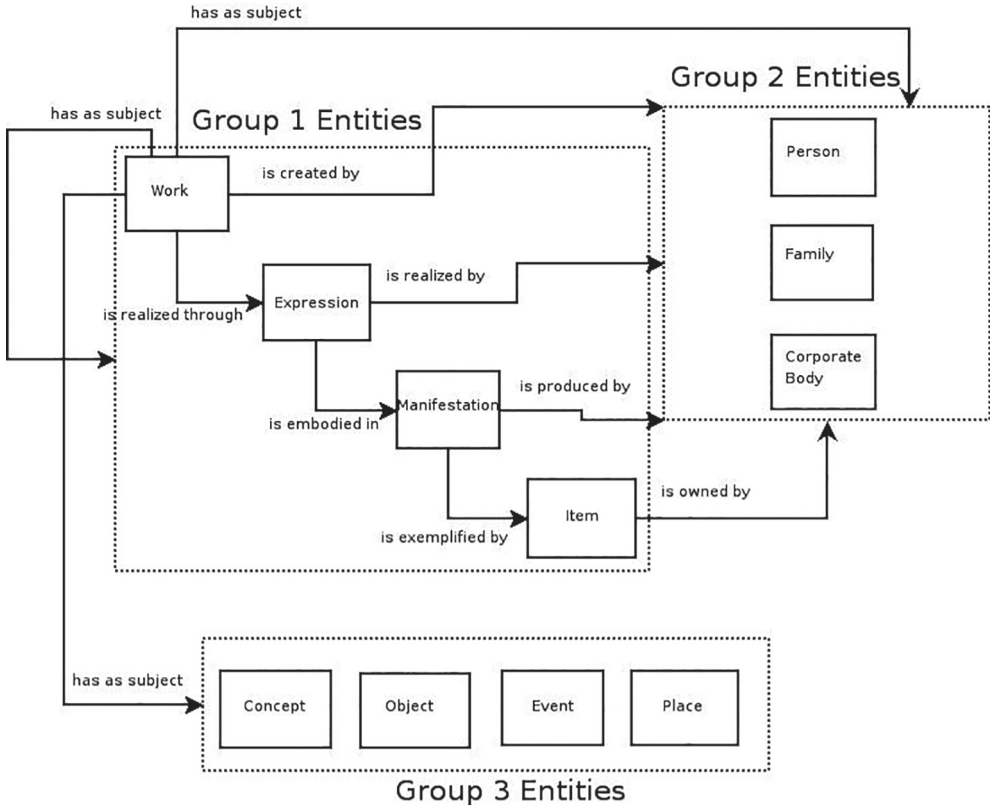 has as subject
Group 2 Entities
has as subject
Group 1 Entities
Person
is created by
Work
Family
is realized by
Expression
is realized through
Corporate
Body
is produced by
Manifestation
is embodied in
is owned by
Item
is exemplified by
has as subject
Concept
Object
Event
Place
Group 3 Entities